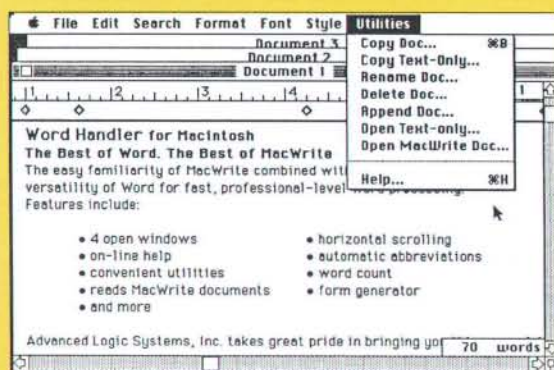 File Edit Search Format Font Style Utilities
Document 3
Document 2
Document 1
Copy Doc... ⌘B
Copy Text-Only...
Rename Doc...
Delete Doc...
Append Doc...
Open Text-only...
Open MacWrite Doc...
Help... ⌘H
1 2 3 4 1
Word Handler for Macintosh
The Best of Word. The Best of MacWrite
The easy familiarity of MacWrite combined
versatility of Word for fast, professional-level
Features include:
• 4 open windows • horizontal scrolling
• on-line help • automatic abbreviations
• convenient utilities • word count
• reads MacWrite documents • form generator
• and more
Advanced Logic Systems, Inc. takes great pride in bringing
70 words